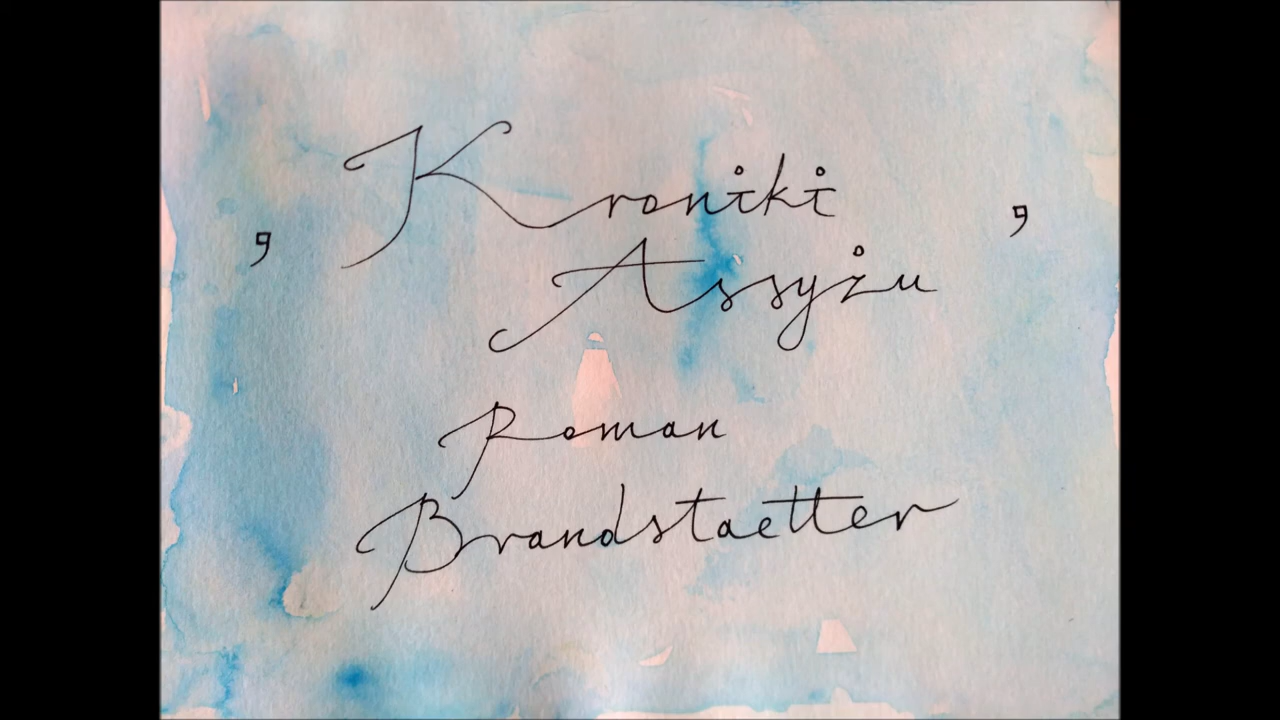 , Kroniki ,
Assyżu
Roman
Brandstaetter